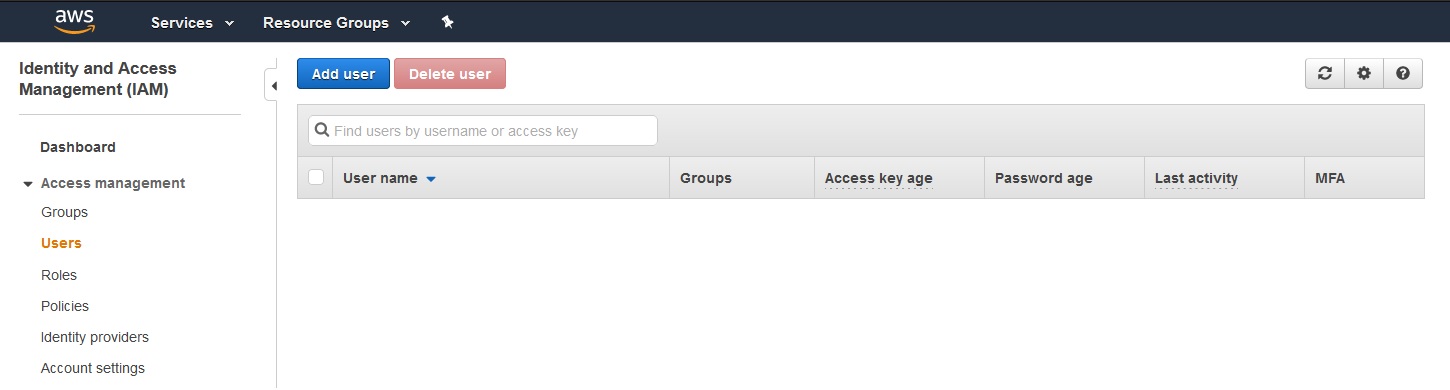 aws Services Resource Groups
Identity and Access
Management (IAM)
Add user Delete user
Find users by username or access key
User name Groups Access key age Password age Last activity MFA
Dashboard
Access management
Groups
Users
Roles
Policies
Identity providers
Account settings